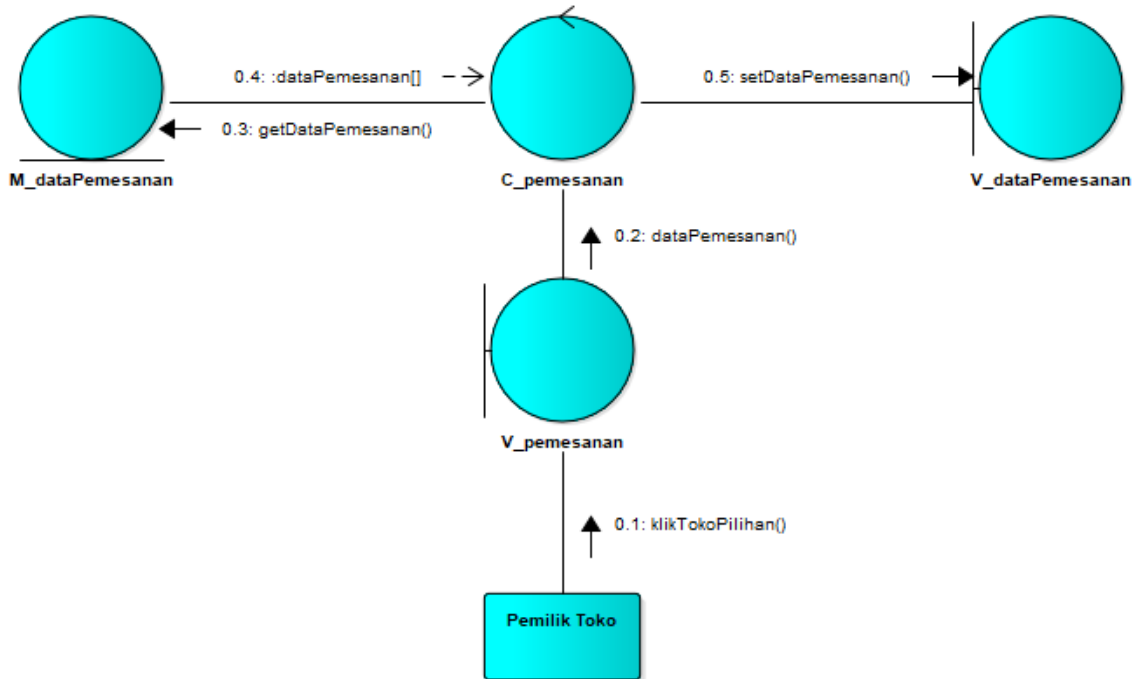 0.4: :dataPemesanan[]
0.5: setDataPemesanan()
0.3: getDataPemesanan()
M_dataPemesanan
C_pemesanan
V_dataPemesanan
0.2: dataPemesanan()
V_pemesanan
0.1: klikTokoPilihan()
Pemilik Toko